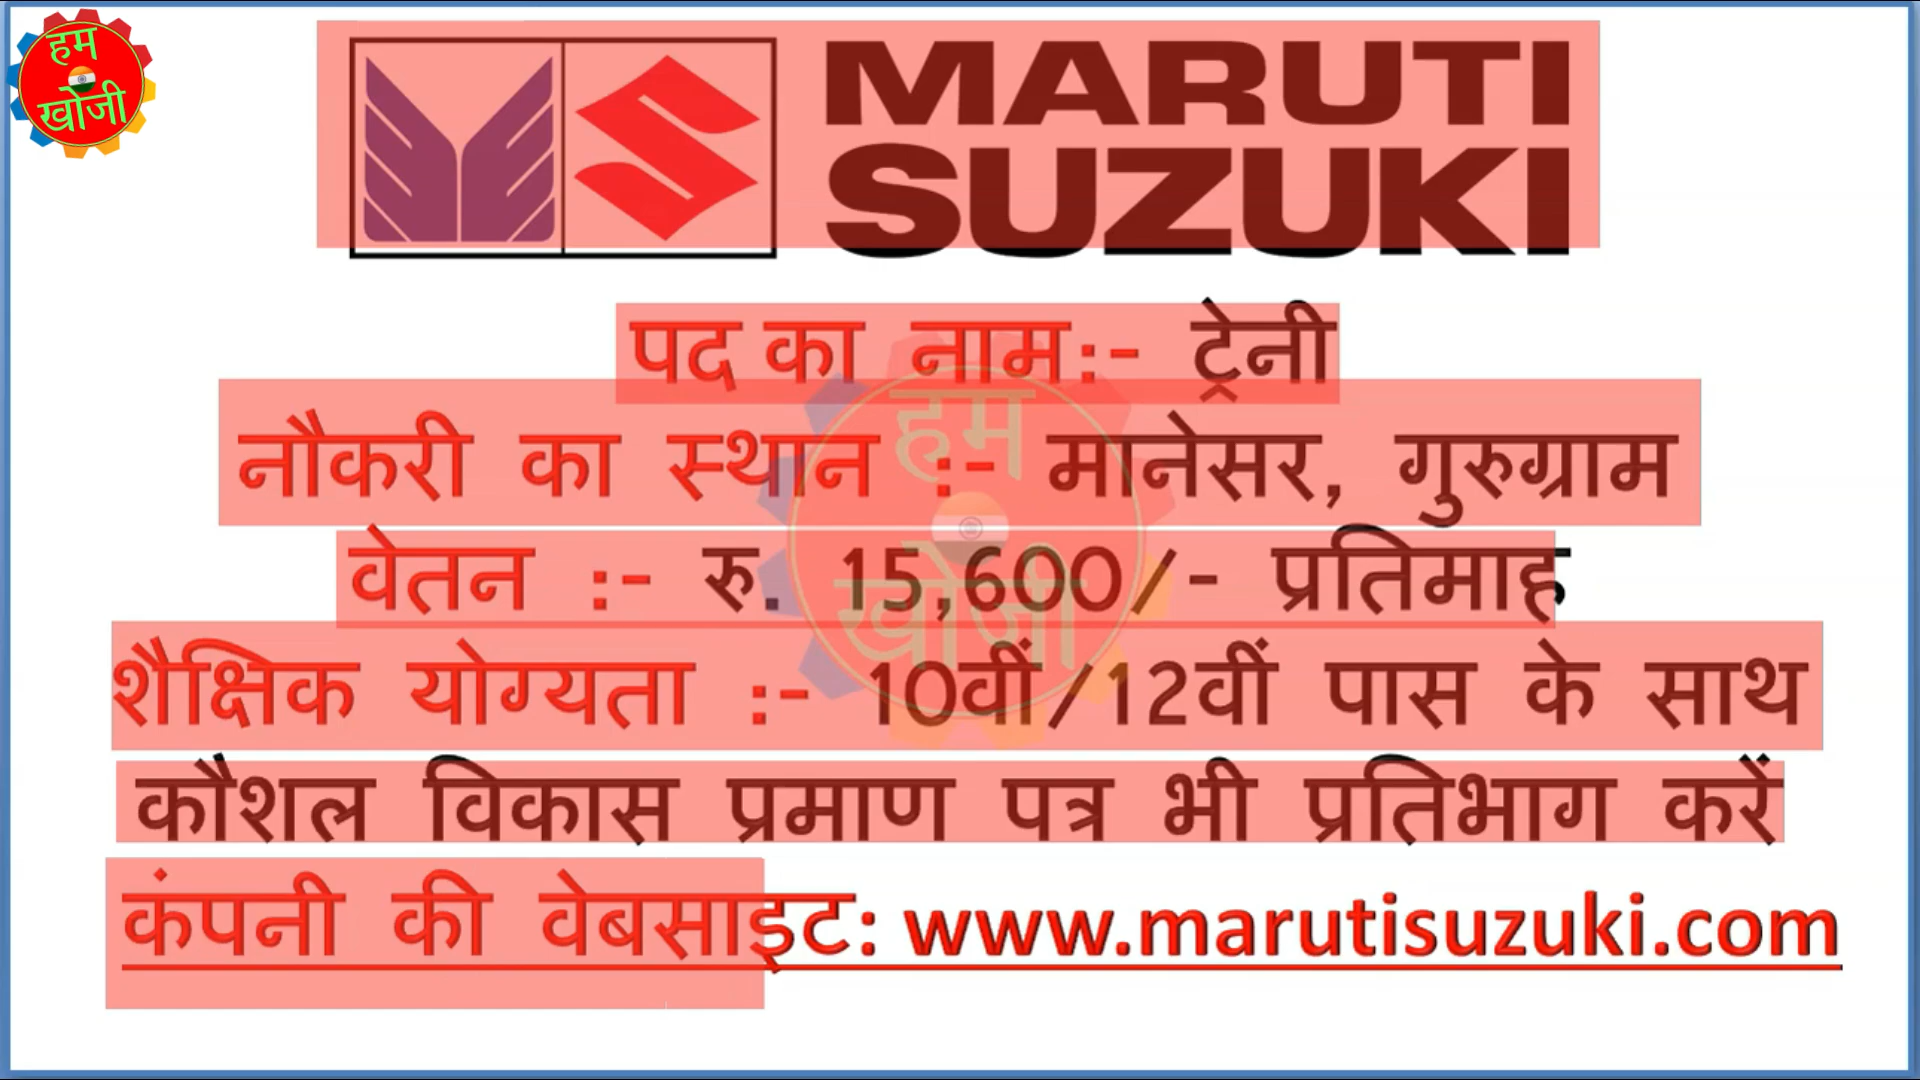 हम
खोजी
MARUTI
SUZUKI
पद का नाम:- ट्रेनी
नौकरी का स्थान :- मानेसर, गुरुग्राम
वेतन :- रु. 15,600/- प्रतिमाह
शैक्षिक योग्यता :- 10वीं/12वीं पास के साथ
कौशल विकास प्रमाण पत्र भी प्रतिभाग करें
कंपनी की वेबसाइट: www.marutisuzuki.com
हम
खोजी